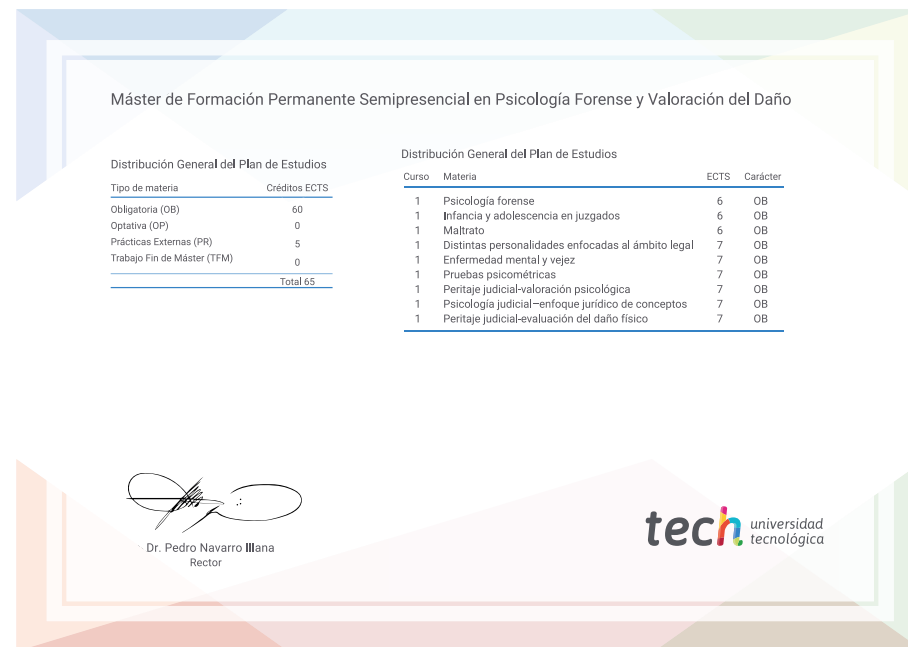 Máster de Formación Permanente Semipresencial en Psicología Forense y Valoración del Daño
Distribución General del Plan de Estudios
Tipo de materia Créditos ECTS
Obligatoria (OB) 60
Optativa (OP) 0
Prácticas Externas (PR) 5
Trabajo Fin de Máster (TFM) 0
Total 65
Distribución General del Plan de Estudios
Curso Materia ECTS Carácter
1 Psicología forense 6 OB
1 Infancia y adolescencia en juzgados 6 OB
1 Maltrato 6 OB
1 Distintas personalidades enfocadas al ámbito legal 7 OB
1 Enfermedad mental y vejez 7 OB
1 Pruebas psicométricas 7 OB
1 Peritaje judicial-valoración psicológica 7 OB
1 Psicología judicial–enfoque jurídico de conceptos 7 OB
1 Peritaje judicial-evaluación del daño físico 7 OB
Dr. Pedro Navarro Illana
Rector
tech universidad
tecnológica